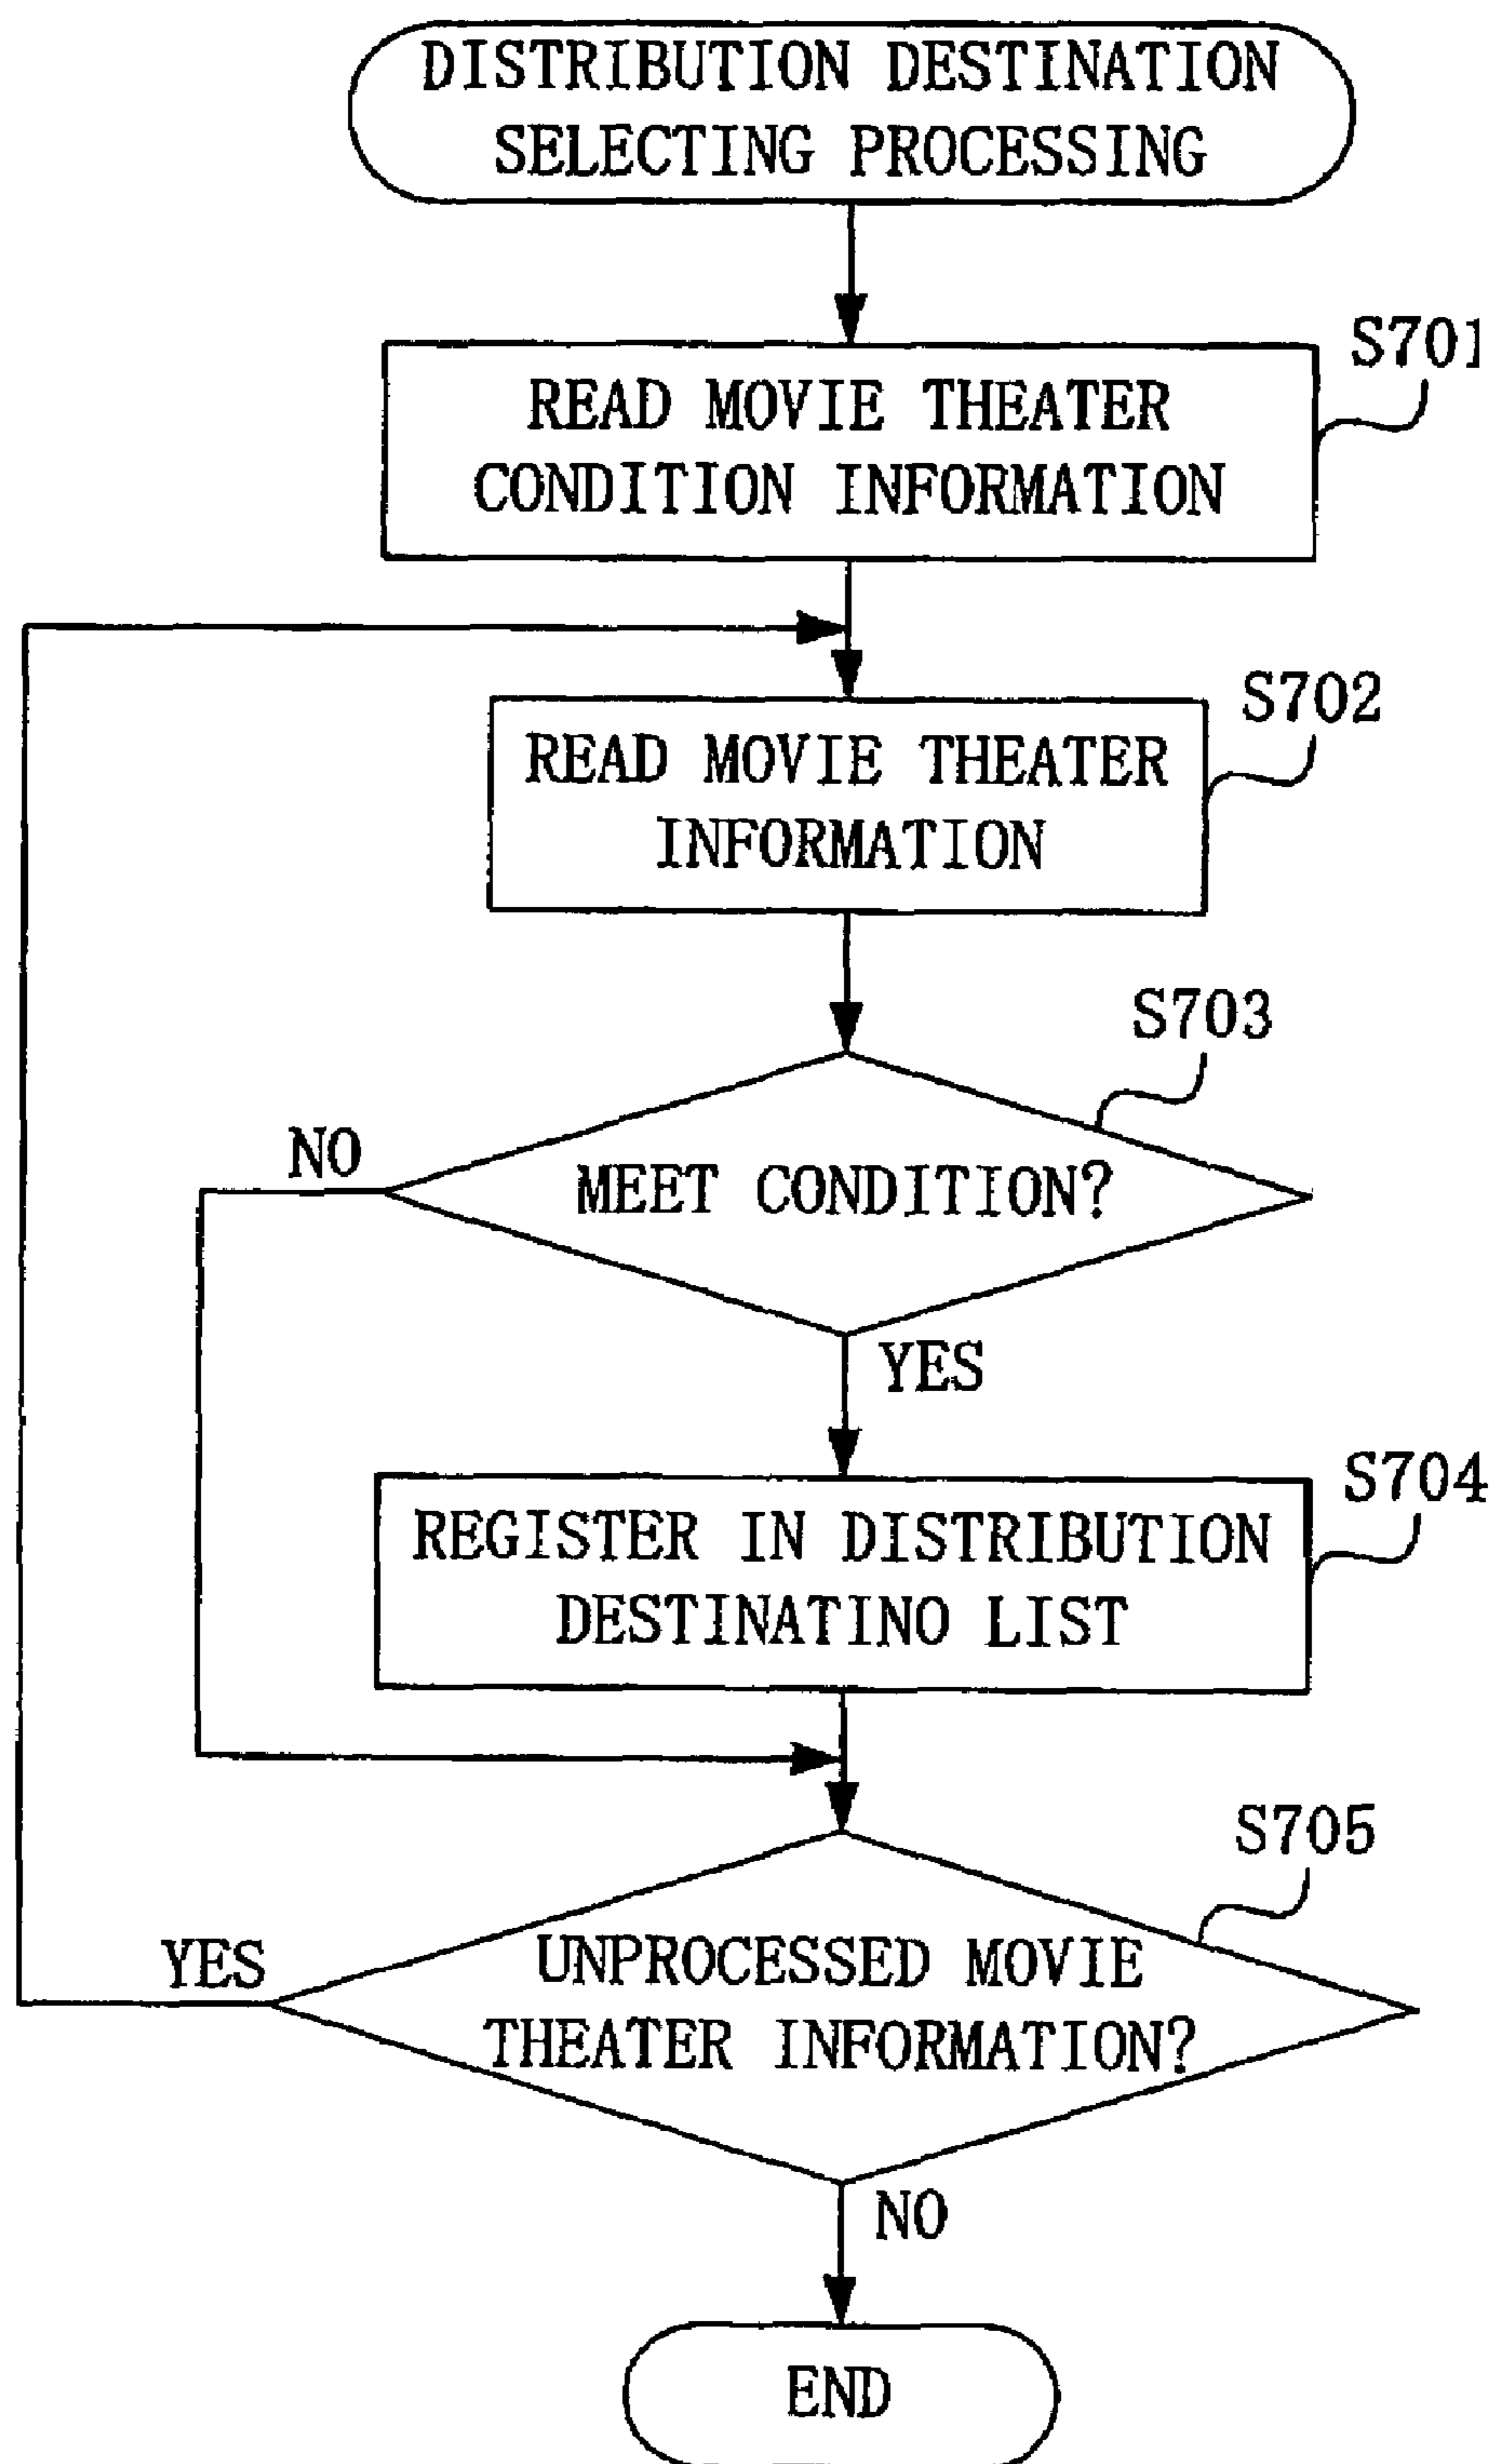 DISTRIBUTION DESTINATION
SELECTING PROCESSING
S701
READ MOVIE THEATER
CONDITION INFORMATION
S702
READ MOVIE THEATER
INFORMATION
S703
NO
MEET CONDITION?
YES
S704
REGISTER IN DISTRIBUTION
DESTINATINO LIST
S705
YES
UNPROCESSED MOVIE
THEATER INFORMATION?
NO
END